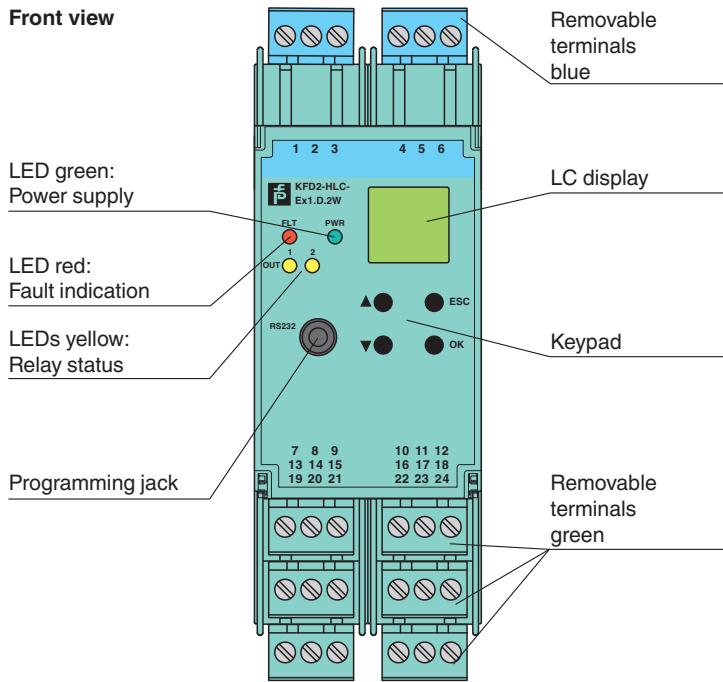 Front view
Removable
terminals
blue
1 2 3 4 5 6
LED green:
Power supply
KFD2-HLC-
Ex1.D.2W
LC display
FLT PWR
1 2
OUT
LED red:
Fault indication
▲ ESC
RS232
LEDs yellow:
Relay status
▼ OK
Keypad
7 8 9 10 11 12
13 14 15 16 17 18
19 20 21 22 23 24
Programming jack
Removable
terminals
green